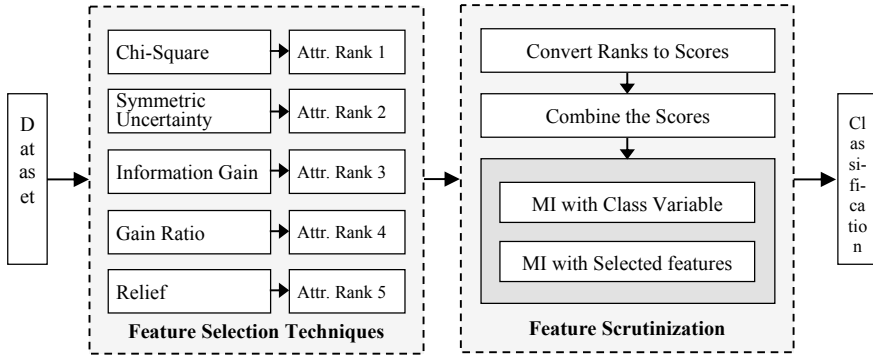 D
at
as
et
Chi-Square
Attr. Rank 1
Symmetric
Uncertainty
Attr. Rank 2
Information Gain
Attr. Rank 3
Gain Ratio
Attr. Rank 4
Relief
Attr. Rank 5
Feature Selection Techniques
Convert Ranks to Scores
Combine the Scores
MI with Class Variable
MI with Selected features
Feature Scrutinization
Cl
as
si-
fi-
ca
tio
n